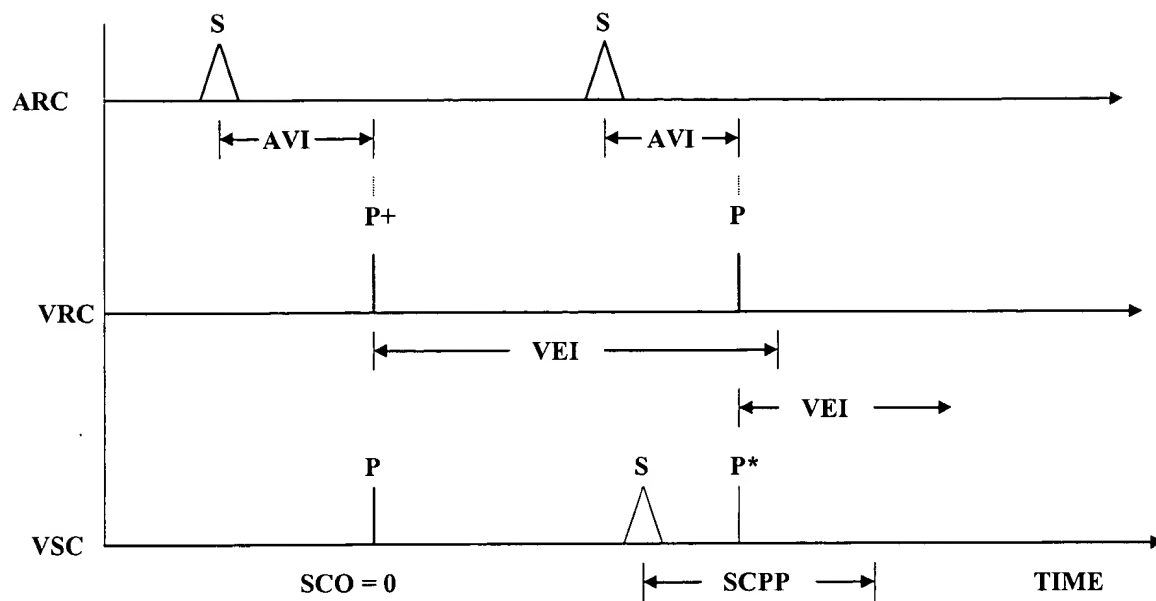 S S
ARC
AVI AVI
P+ P
VRC
VEI
VEI
P S P*
VSC
SCO = 0 SCPP TIME